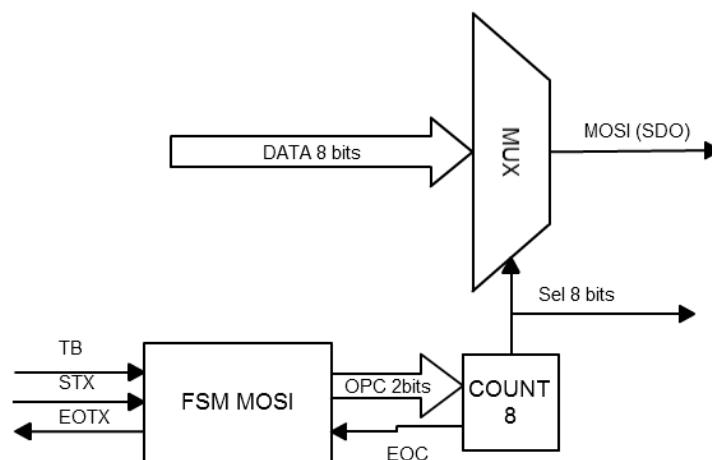 MUX
MOSI (SDO)
DATA 8 bits
Sel 8 bits
TB
STX
EOTX
FSM MOSI
OPC 2bits
COUNT
8
EOC